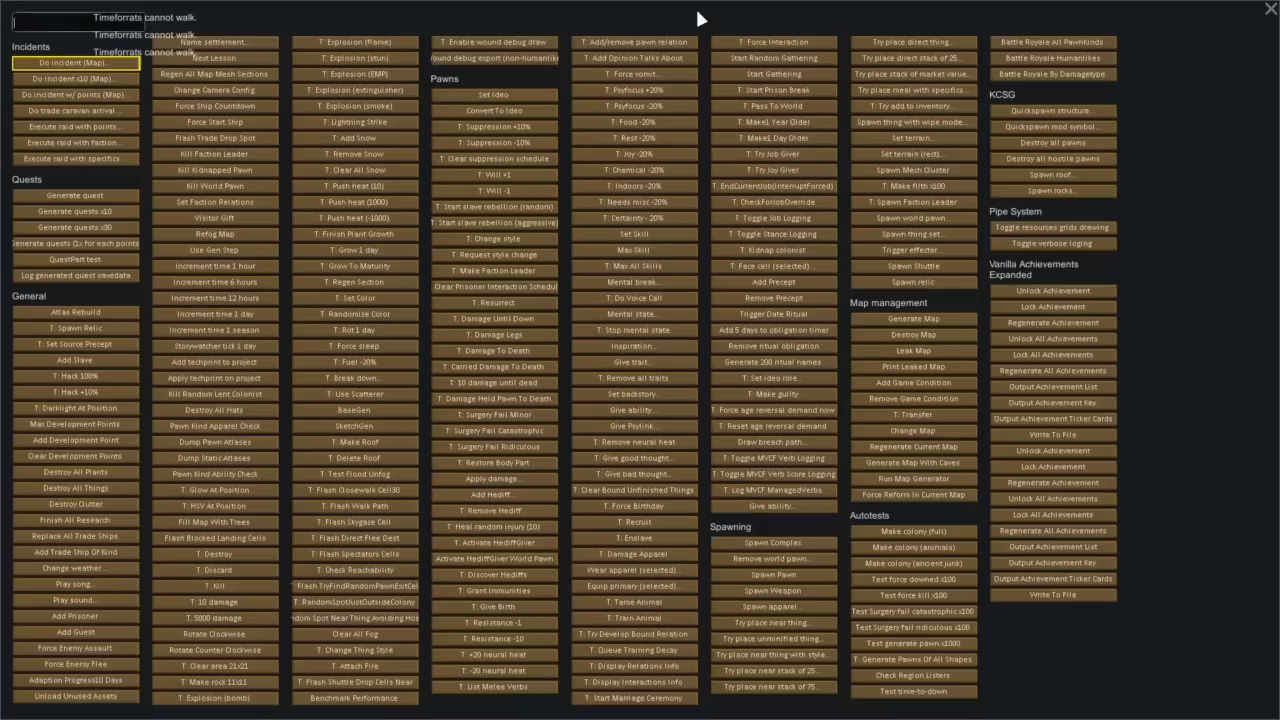 Timeforrats cannot walk.
Timeforrats cannot walk.
Timeforrats cannot walk.
Incidents
Do incident (Map)...
Do incident x10 (Map)...
Do incident w/ points (Map)...
Do trade caravan arrival...
Execute raid with points...
Execute raid with faction...
Execute raid with specifics...
Quests
Generate quest
Generate quests x10
Generate quests x30
Generate quests (1x for each points
QuestPart test
Log generated quest savedata
General
Atlas Rebuild
T: Spawn Relic
T: Set Source Precept
Add Slave
T: Hack 100%
T: Hack +10%
T: Darklight At Position
Max Development Points
Add Development Point
Clear Development Points
Destroy All Plants
Destroy All Things
Destroy Clutter
Finish All Research
Replace All Trade Ships
Add Trade Ship Of Kind
Change weather...
Play song...
Play sound...
Add Prisoner
Add Guest
Force Enemy Assault
Force Enemy Flee
Adaption Progress10 Days
Unload Unused Assets
Name settlement...
Next Lesson
Regen All Map Mesh Sections
Change Camera Config
Force Ship Countdown
Force Start Ship
Flash Trade Drop Spot
Kill Faction Leader
Kill Kidnapped Pawn
Kill World Pawn
Set Faction Relations
Visitor Gift
Refog Map
Use Gen Step
Increment time 1 hour
Increment time 6 hours
Increment time 12 hours
Increment time 1 day
Increment time 1 season
Storywatcher tick 1 day
Add techprint to project
Apply techprint on project
Kill Random Lent Colonist
Destroy All Hats
Pawn Kind Apparel Check
Dump Pawn Atlases
Dump Static Atlases
Pawn Kind Ability Check
T: Glow At Position
T: HSV At Position
Fill Map With Trees
Flash Blocked Landing Cells
T: Destroy
T: Discard
T: Kill
T: 10 damage
T: 5000 damage
Rotate Clockwise
Rotate Counter Clockwise
T: Clear area 21x21
T: Make rock 11x11
T: Explosion (bomb)
T: Explosion (flame)
T: Explosion (stun)
T: Explosion (EMP)
T: Explosion (extinguisher)
T: Explosion (smoke)
T: Lightning Strike
T: Add Snow
T: Remove Snow
T: Clear All Snow
T: Push heat (10)
T: Push heat (1000)
T: Push heat (-1000)
T: Finish Plant Growth
T: Grow 1 day
T: Grow To Maturity
T: Regen Section
T: Set Color
T: Randomize Color
T: Rot 1 day
T: Force sleep
T: Fuel -20%
T: Break down...
T: Use Scatterer
BaseGen
SketchGen
T: Make Roof
T: Delete Roof
T: Test Flood Unfog
T: Flash Closewalk Cell30
T: Flash Walk Path
T: Flash Skygaze Cell
T: Flash Direct Flee Dest
T: Flash Spectators Cells
T: Check Reachability
Flash TryFindRandomPawnExitCel
T: RandomSpotJustOutsideColony
ndom Spot Near Thing Avoiding Hos
Clear All Fog
T: Change Thing Style
T: Attach Fire
T: Flash Shuttle Drop Cells Near
Benchmark Performance
T: Enable wound debug draw
/ound debug export (non-humanlik
Pawns
Set Ideo
Convert To Ideo
T: Suppression +10%
T: Suppression -10%
T: Clear suppression schedule
T: Will +1
T: Will -1
T: Start slave rebellion (random)
T: Start slave rebellion (aggressive)
T: Change style
T: Request style change
T: Make Faction Leader
Clear Prisoner Interaction Schedul
T: Resurrect
T: Damage Until Down
T: Damage Legs
T: Damage To Death
T: Carried Damage To Death
T: 10 damage until dead
T: Damage Held Pawn To Death
T: Surgery Fail Minor
T: Surgery Fail Catastrophic
T: Surgery Fail Ridiculous
T: Restore Body Part
Apply damage...
Add Hediff...
T: Remove Hediff...
T: Heal random injury (10)
T: Activate HediffGiver
Activate HediffGiver World Pawn
T: Discover Hediffs
T: Grant Immunities
T: Give Birth
T: Resistance -1
T: Resistance -10
T: +20 neural heat
T: -20 neural heat
T: List Melee Verbs
T: Add/remove pawn relation
T: Add Opinion Talks About
T: Force vomit...
T: Psyfocus +20%
T: Psyfocus -20%
T: Food -20%
T: Rest -20%
T: Joy -20%
T: Chemical -20%
T: Indoors -20%
T: Needs misc -20%
T: Certainty - 20%
Set Skill
Max Skill
T: Max All Skills
Mental break...
T: Do Voice Call
Mental state...
T: Stop mental state
Inspiration...
Give trait...
T: Remove all traits
Set backstory...
Give ability...
Give Psylink...
T: Remove neural heat
T: Give good thought...
T: Give bad thought...
T: Clear Bound Unfinished Things
T: Force Birthday
T: Recruit
T: Enslave
T: Damage Apparel
Wear apparel (selected)...
Equip primary (selected)...
T: Tame Animal
T: Train Animal
T: Try Develop Bound Relation
T: Queue Training Decay
T: Display Relations Info
T: Display Interactions Info
T: Start Marriage Ceremony
T: Force Interaction
Start Random Gathering
Start Gathering
T: Start Prison Break
T: Pass To World
T: Make1 Year Older
T: Make1 Day Older
T: Try Job Giver
T: Try Joy Giver
T: EndCurrentJob(InterruptForced)
T: CheckForJobOverride
T: Toggle Job Logging
T: Toggle Stance Logging
T: Kidnap colonist
T: Face cell (selected)...
Add Precept
Remove Precept
Trigger Date Ritual
Add 5 days to obligation timer
Remove ritual obligation
Generate 200 ritual names
T: Set ideo role...
T: Make guilty
T: Force age reversal demand now
T: Reset age reversal demand
Draw breach path...
T: Toggle MVCF Verb Logging
T: Toggle MVCF Verb Score Logging
T: Log MVCF ManagedVerbs
Give ability...
Spawning
Spawn Complex
Remove world pawn...
Spawn Pawn
Spawn Weapon
Spawn apparel...
Try place near thing...
Try place unminified thing...
Try place near thing with style...
Try place near stack of 25...
Try place near stack of 75...
Try place direct thing...
Try place direct stack of 25...
Try place stack of market value...
Try place meal with specifics...
T: Try add to inventory...
Spawn thing with wipe mode...
Set terrain...
Set terrain (rect)...
Spawn Mech Cluster
T: Make filth x100
T: Spawn Faction Leader
Spawn world pawn...
Spawn thing set...
Trigger effecter...
Spawn Shuttle
Spawn relic
Map management
Generate Map
Destroy Map
Leak Map
Print Leaked Map
Add Game Condition
Remove Game Condition
T: Transfer
Change Map
Regenerate Current Map
Generate Map With Caves
Run Map Generator
Force Reform In Current Map
Autotests
Make colony (full)
Make colony (animals)
Make colony (ancient junk)
Test force downed x100
Test force kill x100
Test Surgery fail catastrophic x100
Test Surgery fail ridiculous x100
Test generate pawn x1000
T: Generate Pawns Of All Shapes
Check Region Listers
Test time-to-down
Battle Royale All PawnKinds
Battle Royale Humanlikes
Battle Royale By Damagetype
KCSG
Quickspawn structure...
Quickspawn mod symbol...
Destroy all pawns
Destroy all hostile pawns
Spawn roof...
Spawn rocks...
Pipe System
Toggle resources grids drawing
Toggle verbose loging
Vanilla Achievements
Expanded
Unlock Achievement
Lock Achievement
Regenerate Achievement
Unlock All Achievements
Lock All Achievements
Regenerate All Achievements
Output Achievement List
Output Achievement Key
Output Achievement Ticker Cards
Write To File
Unlock Achievement
Lock Achievement
Regenerate Achievement
Unlock All Achievements
Lock All Achievements
Regenerate All Achievements
Output Achievement List
Output Achievement Key
Output Achievement Ticker Cards
Write To File